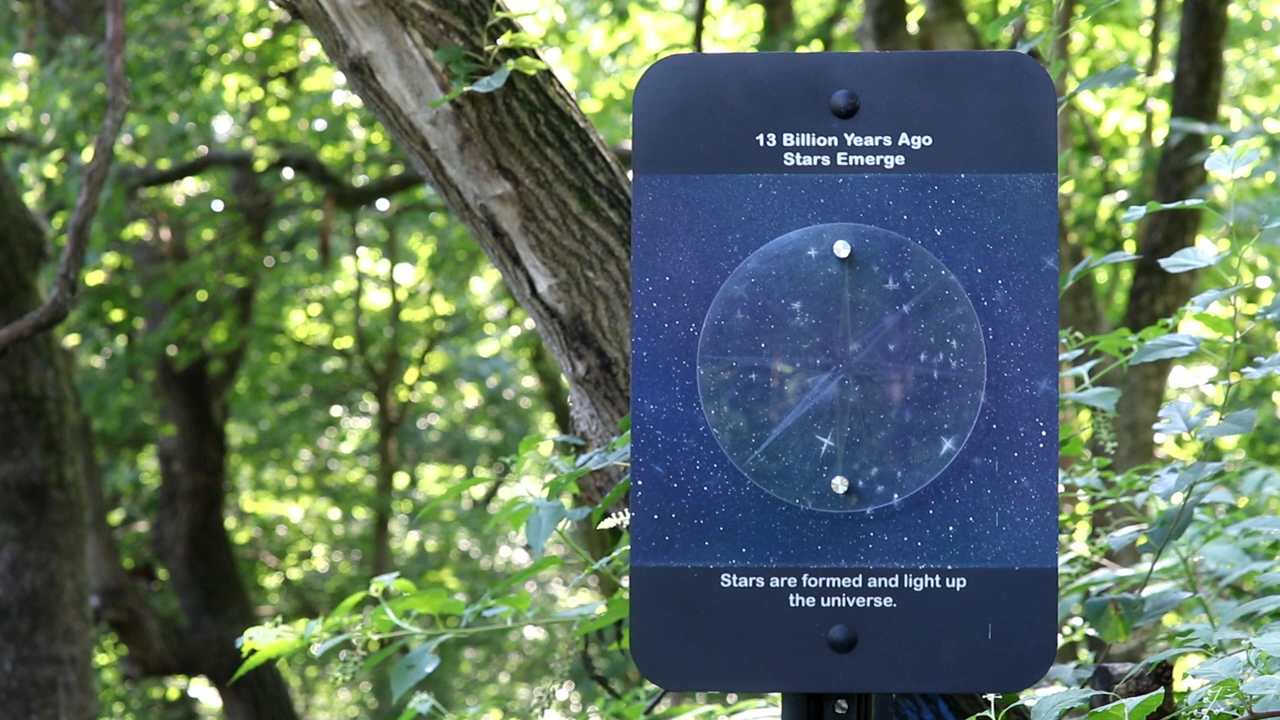 13 Billion Years Ago
Stars Emerge
Stars are formed and light up
the universe.